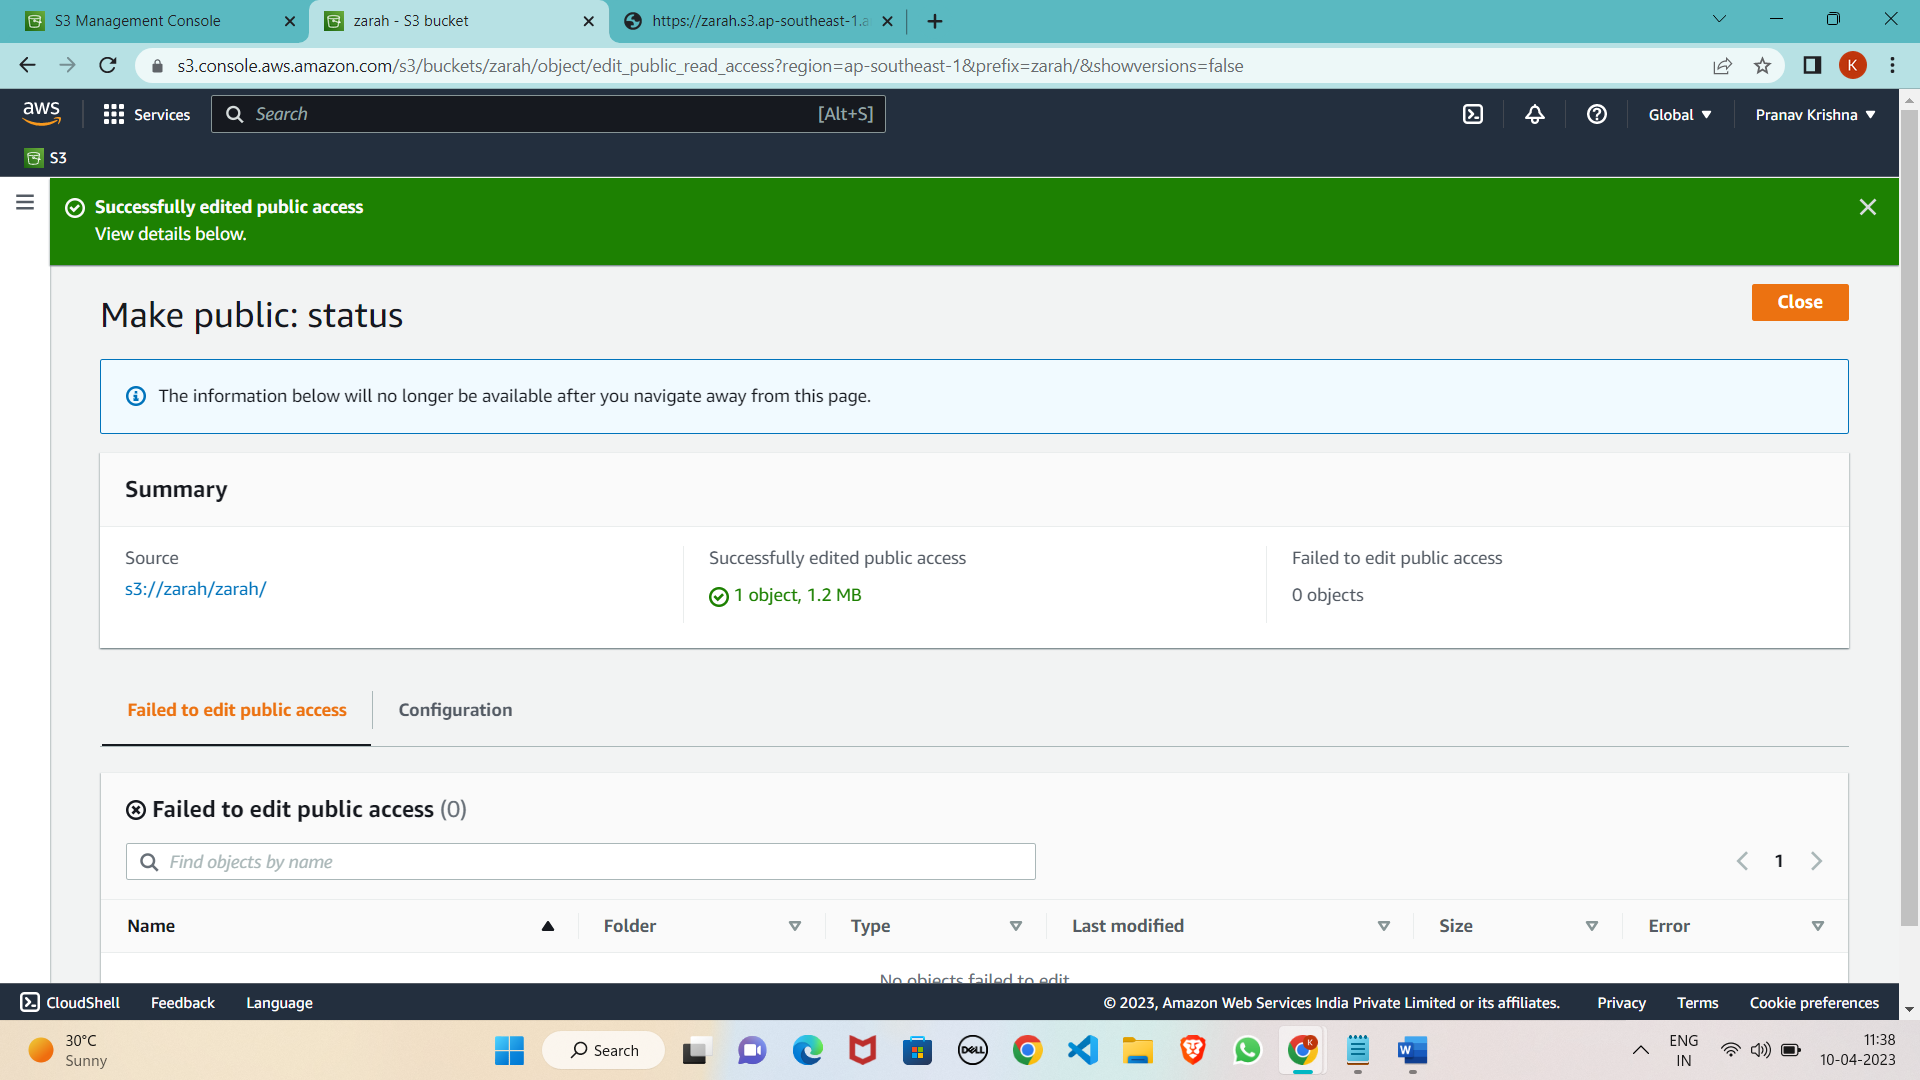 S3 Management Console
zarah - S3 bucket
https://zarah.s3.ap-southeast-1.a
s3.console.aws.amazon.com/s3/buckets/zarah/object/edit_public_read_access?region=ap-southeast-1&prefix=zarah/&showversions=false
K
aws
Services
Search
[Alt+S]
Global
Pranav Krishna
S3
Successfully edited public access
View details below.
Make public: status
Close
The information below will no longer be available after you navigate away from this page.
Summary
Source
Successfully edited public access
Failed to edit public access
s3://zarah/zarah/
1 object, 1.2 MB
0 objects
Failed to edit public access
Configuration
Failed to edit public access (0)
Find objects by name
1
Name
Folder
Type
Last modified
Size
Error
No objects failed to edit
CloudShell
Feedback
Language
© 2023, Amazon Web Services India Private Limited or its affiliates.
Privacy
Terms
Cookie preferences
30°C
Sunny
Search
DELL
K
W
ENG
IN
11:38
10-04-2023